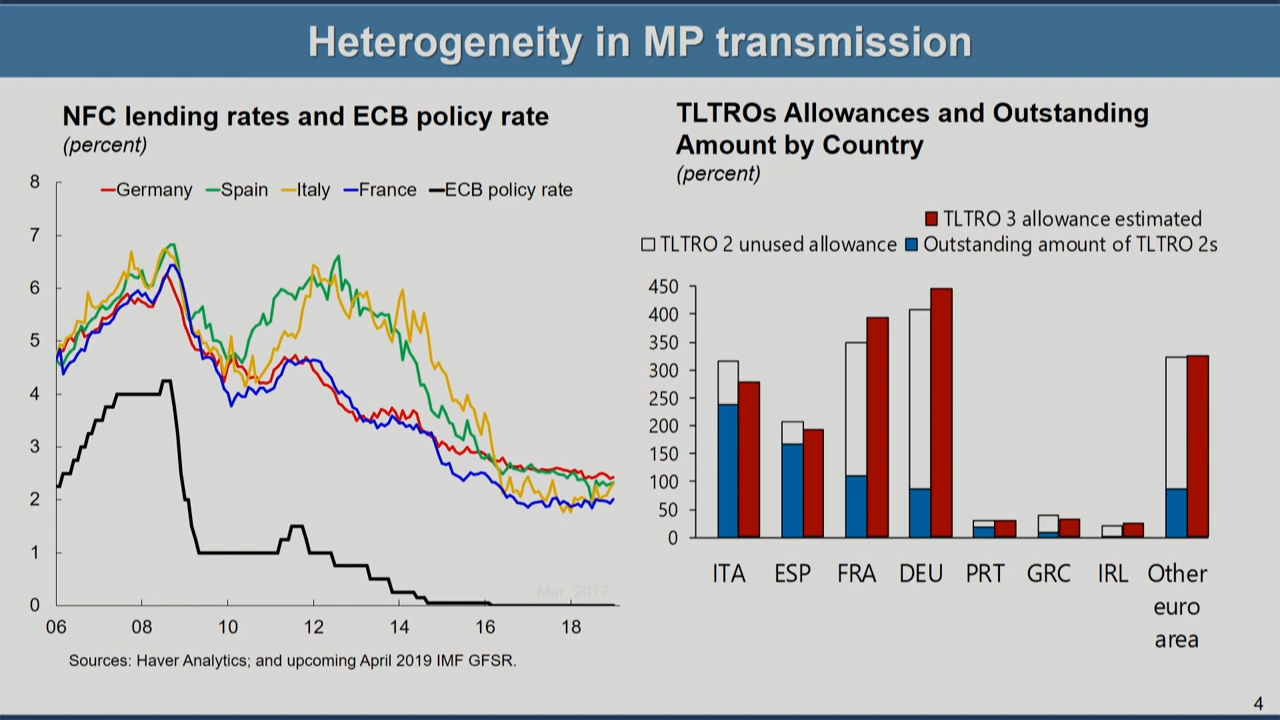 Heterogeneity in MP transmission
NFC lending rates and ECB policy rate
(percent)
Germany Spain Italy France ECB policy rate
8
7
6
5
4
3
2
1
0
Mar, 2017
06 08 10 12 14 16 18
Sources: Haver Analytics; and upcoming April 2019 IMF GFSR.
TLTROs Allowances and Outstanding
Amount by Country
(percent)
TLTRO 3 allowance estimated
TLTRO 2 unused allowance Outstanding amount of TLTRO 2s
450
400
350
300
250
200
150
100
50
0
ITA ESP FRA DEU PRT GRC IRL Other
euro
area
4